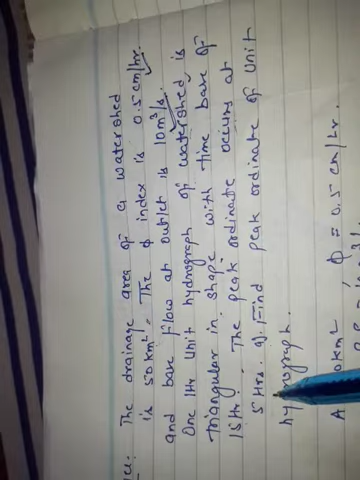 The drainage area of a watershed
is 50 km². The φ index is 0.5 cm/hr.
and base flow at outlet is 10 m³/s.
One 1Hr Unit hydrograph of watershed is
triangular in shape with time base of
15 Hr. The peak ordinate occurs at
5 Hrs. a) Find peak ordinate of Unit
hydrograph.
A 0 km² φ = 0.5 cm/hr.